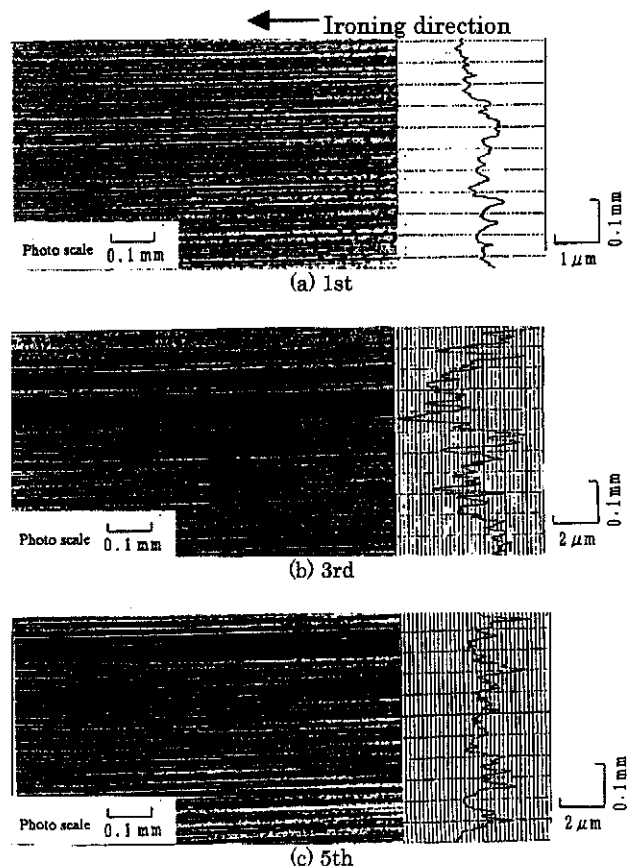 Ironing direction
Photo scale 0.1 mm
1 μm
0.1 mm
(a) 1st
Photo scale 0.1 mm
2 μm
0.1 mm
(b) 3rd
Photo scale 0.1 mm
2 μm
0.1 mm
(c) 5th